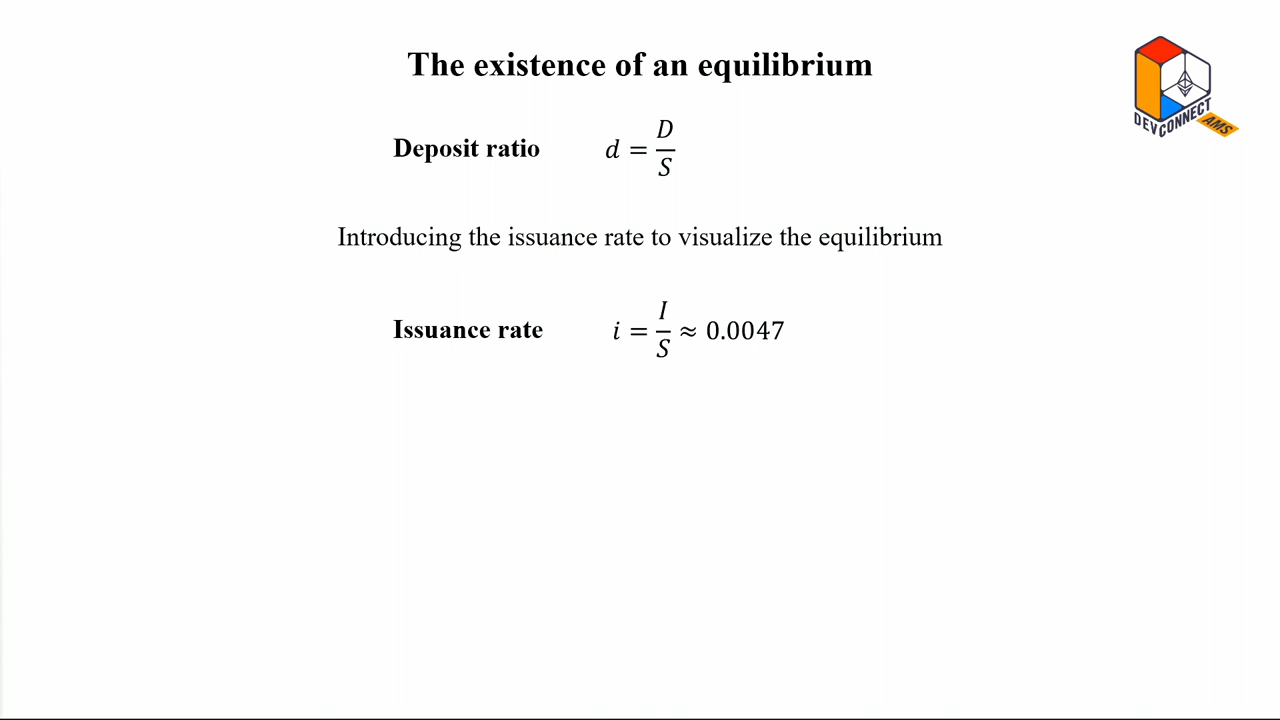 The existence of an equilibrium
DEVCONNECT
AMS
Deposit ratio d = D/S
Introducing the issuance rate to visualize the equilibrium
Issuance rate i = I/S ≈ 0.0047